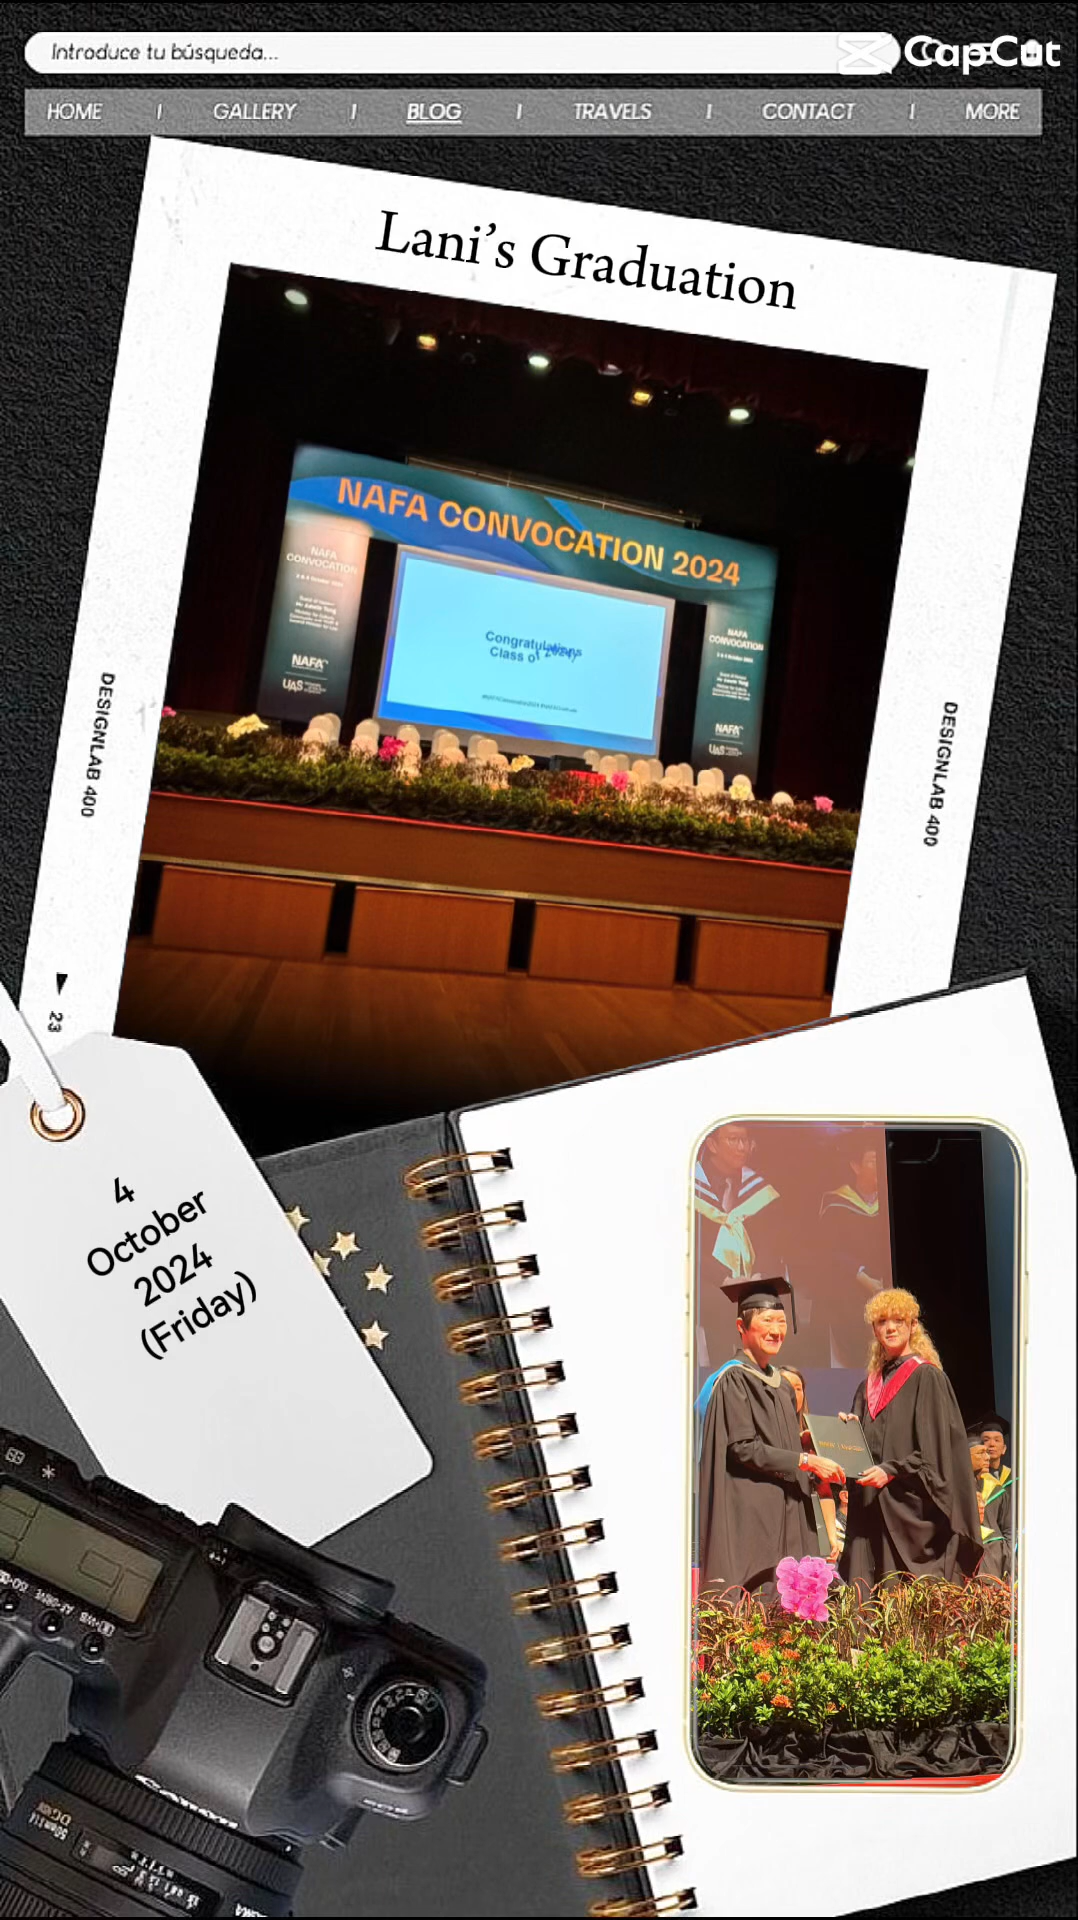 Introduce tu búsqueda...
CapCut
HOME I GALLERY I BLOG I TRAVELS I CONTACT I MORE
Lani's Graduation
NAFA CONVOCATION 2024
NAFA
CONVOCATION
NAFA
UAS
Congratulations
Class of 2024
NAFA
CONVOCATION
NAFA
UAS
DESIGNLAB 400
DESIGNLAB 400
23
4
October
2024
(Friday)